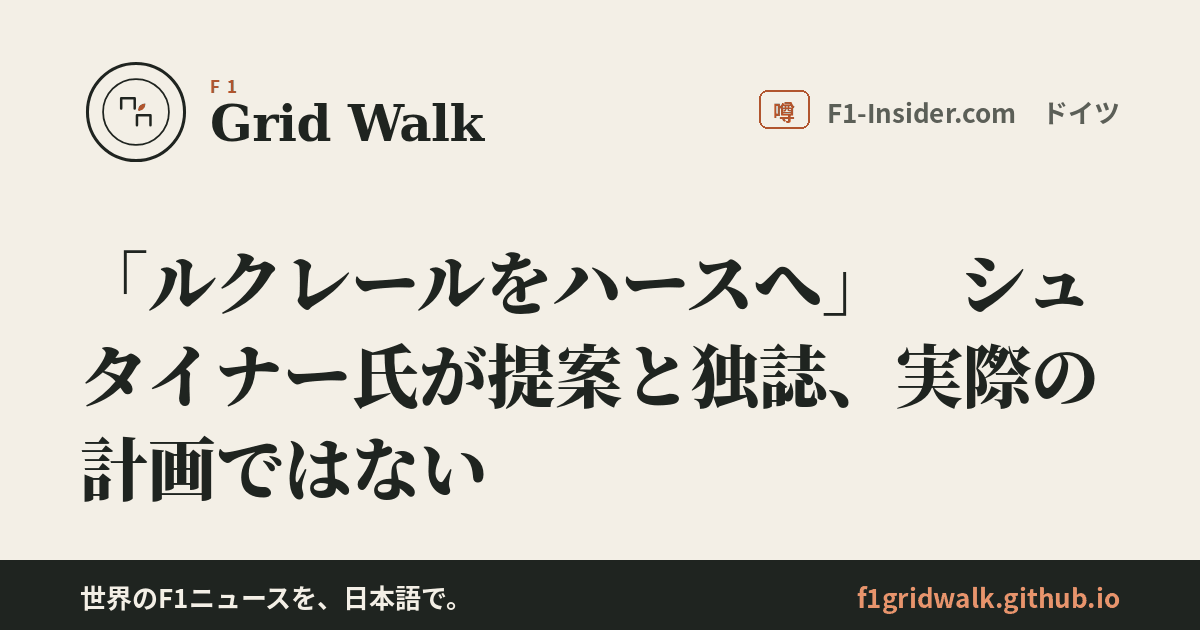 F1
Grid Walk
噂 F1-Insider.com ドイツ
「ルクレールをハースへ」　シュ
タイナー氏が提案と独誌、実際の
計画ではない
世界のF1ニュースを、日本語で。
f1gridwalk.github.io